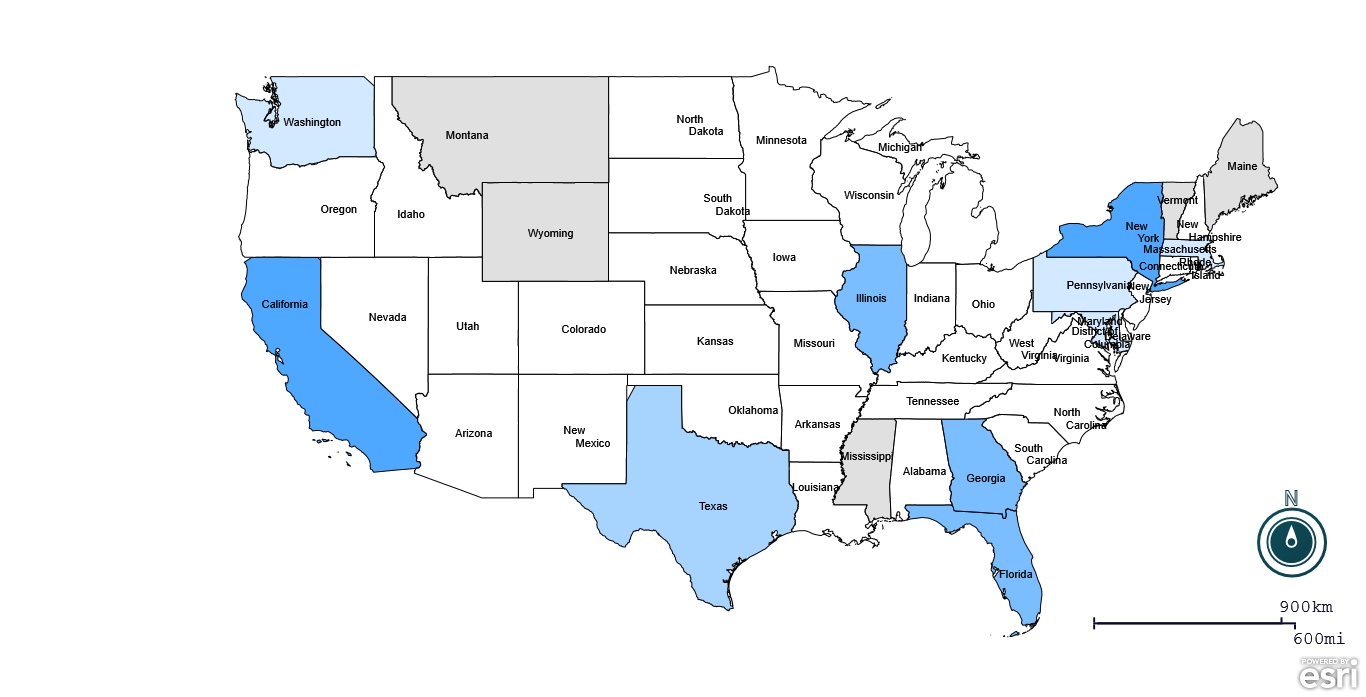 Washington
Montana
North
Dakota
Minnesota
Michigan
Maine
Oregon
Idaho
Wyoming
South
Dakota
Wisconsin
Vermont
New
Hampshire
New
York
Massachusetts
Rhode
Island
Connecticut
Iowa
Nebraska
Pennsylvania
New
Jersey
California
Nevada
Utah
Colorado
Kansas
Missouri
Illinois
Indiana
Ohio
West
Virginia
Virginia
Maryland
District of
Columbia
Delaware
Kentucky
Arizona
New
Mexico
Oklahoma
Arkansas
Tennessee
North
Carolina
South
Carolina
Texas
Louisiana
Mississippi
Alabama
Georgia
Florida
N
900km
600mi
POWERED BY
esri